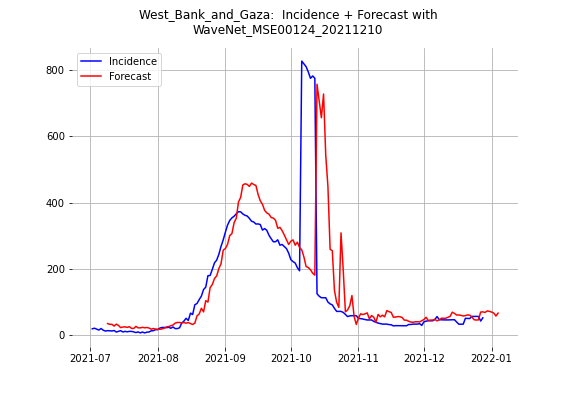 West_Bank_and_Gaza:  Incidence + Forecast with
WaveNet_MSE00124_20211210
Incidence
Forecast
800
600
400
200
0
2021-07 2021-08 2021-09 2021-10 2021-11 2021-12 2022-01